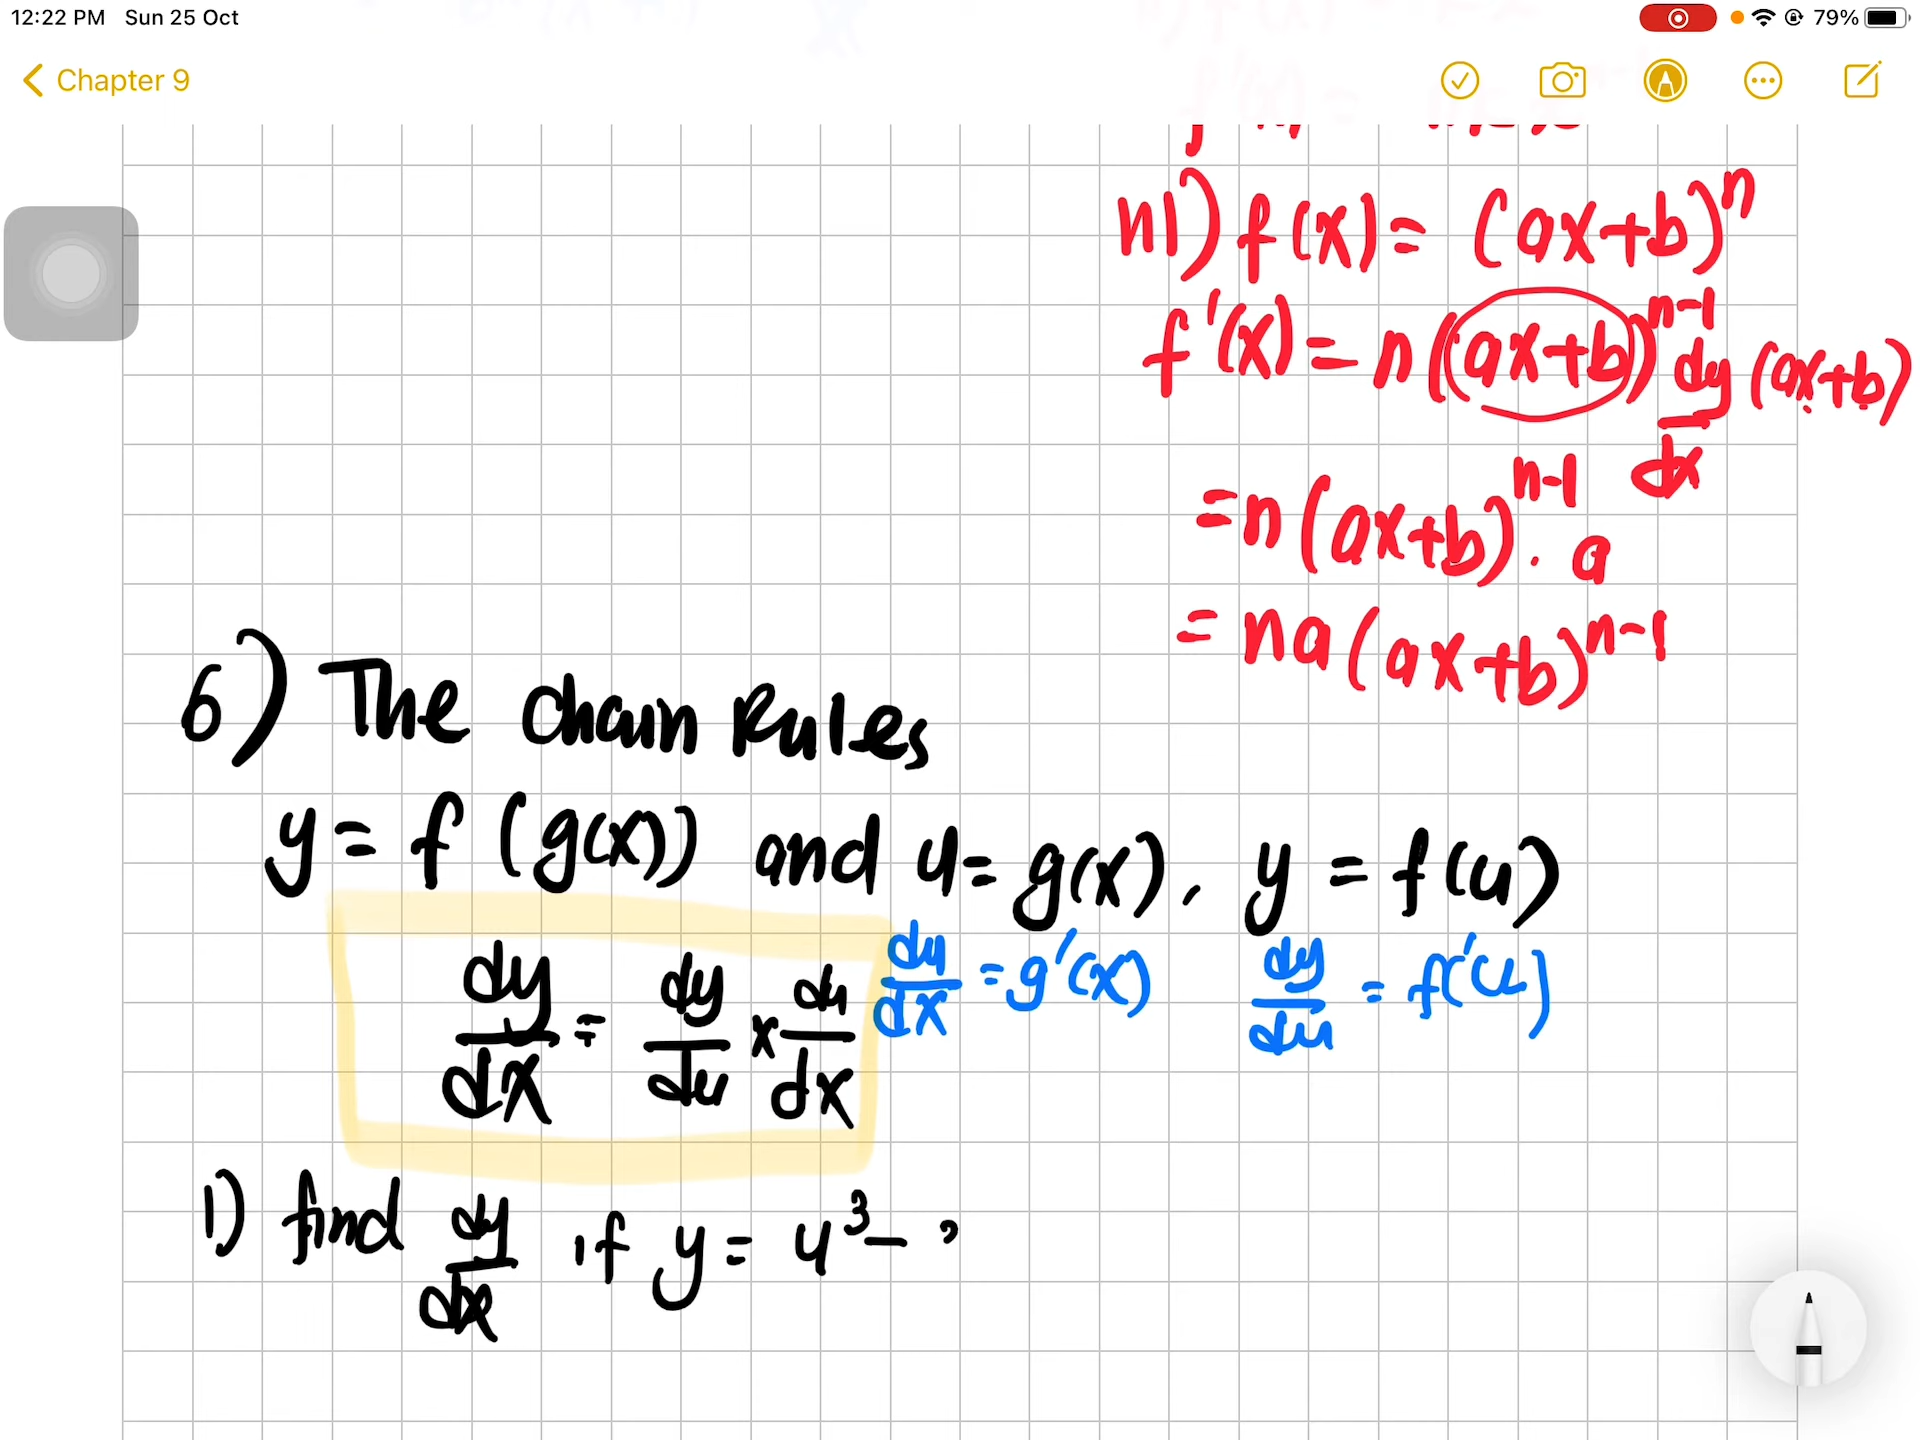 12:22 PM Sun 25 Oct
79%
Chapter 9
n1) f(x) = (ax+b)^n
f'(x) = n((ax+b))^n-1 dy/dx (ax+b)
= n(ax+b)^n-1 . a
= na(ax+b)^n-1
6) The chain Rules
y = f (g(x)) and u = g(x), y = f(u)
dy/dx = dy/du x du/dx
du/dx = g'(x) dy/du = f'(u)
1) find dy/dx if y = u^3 -